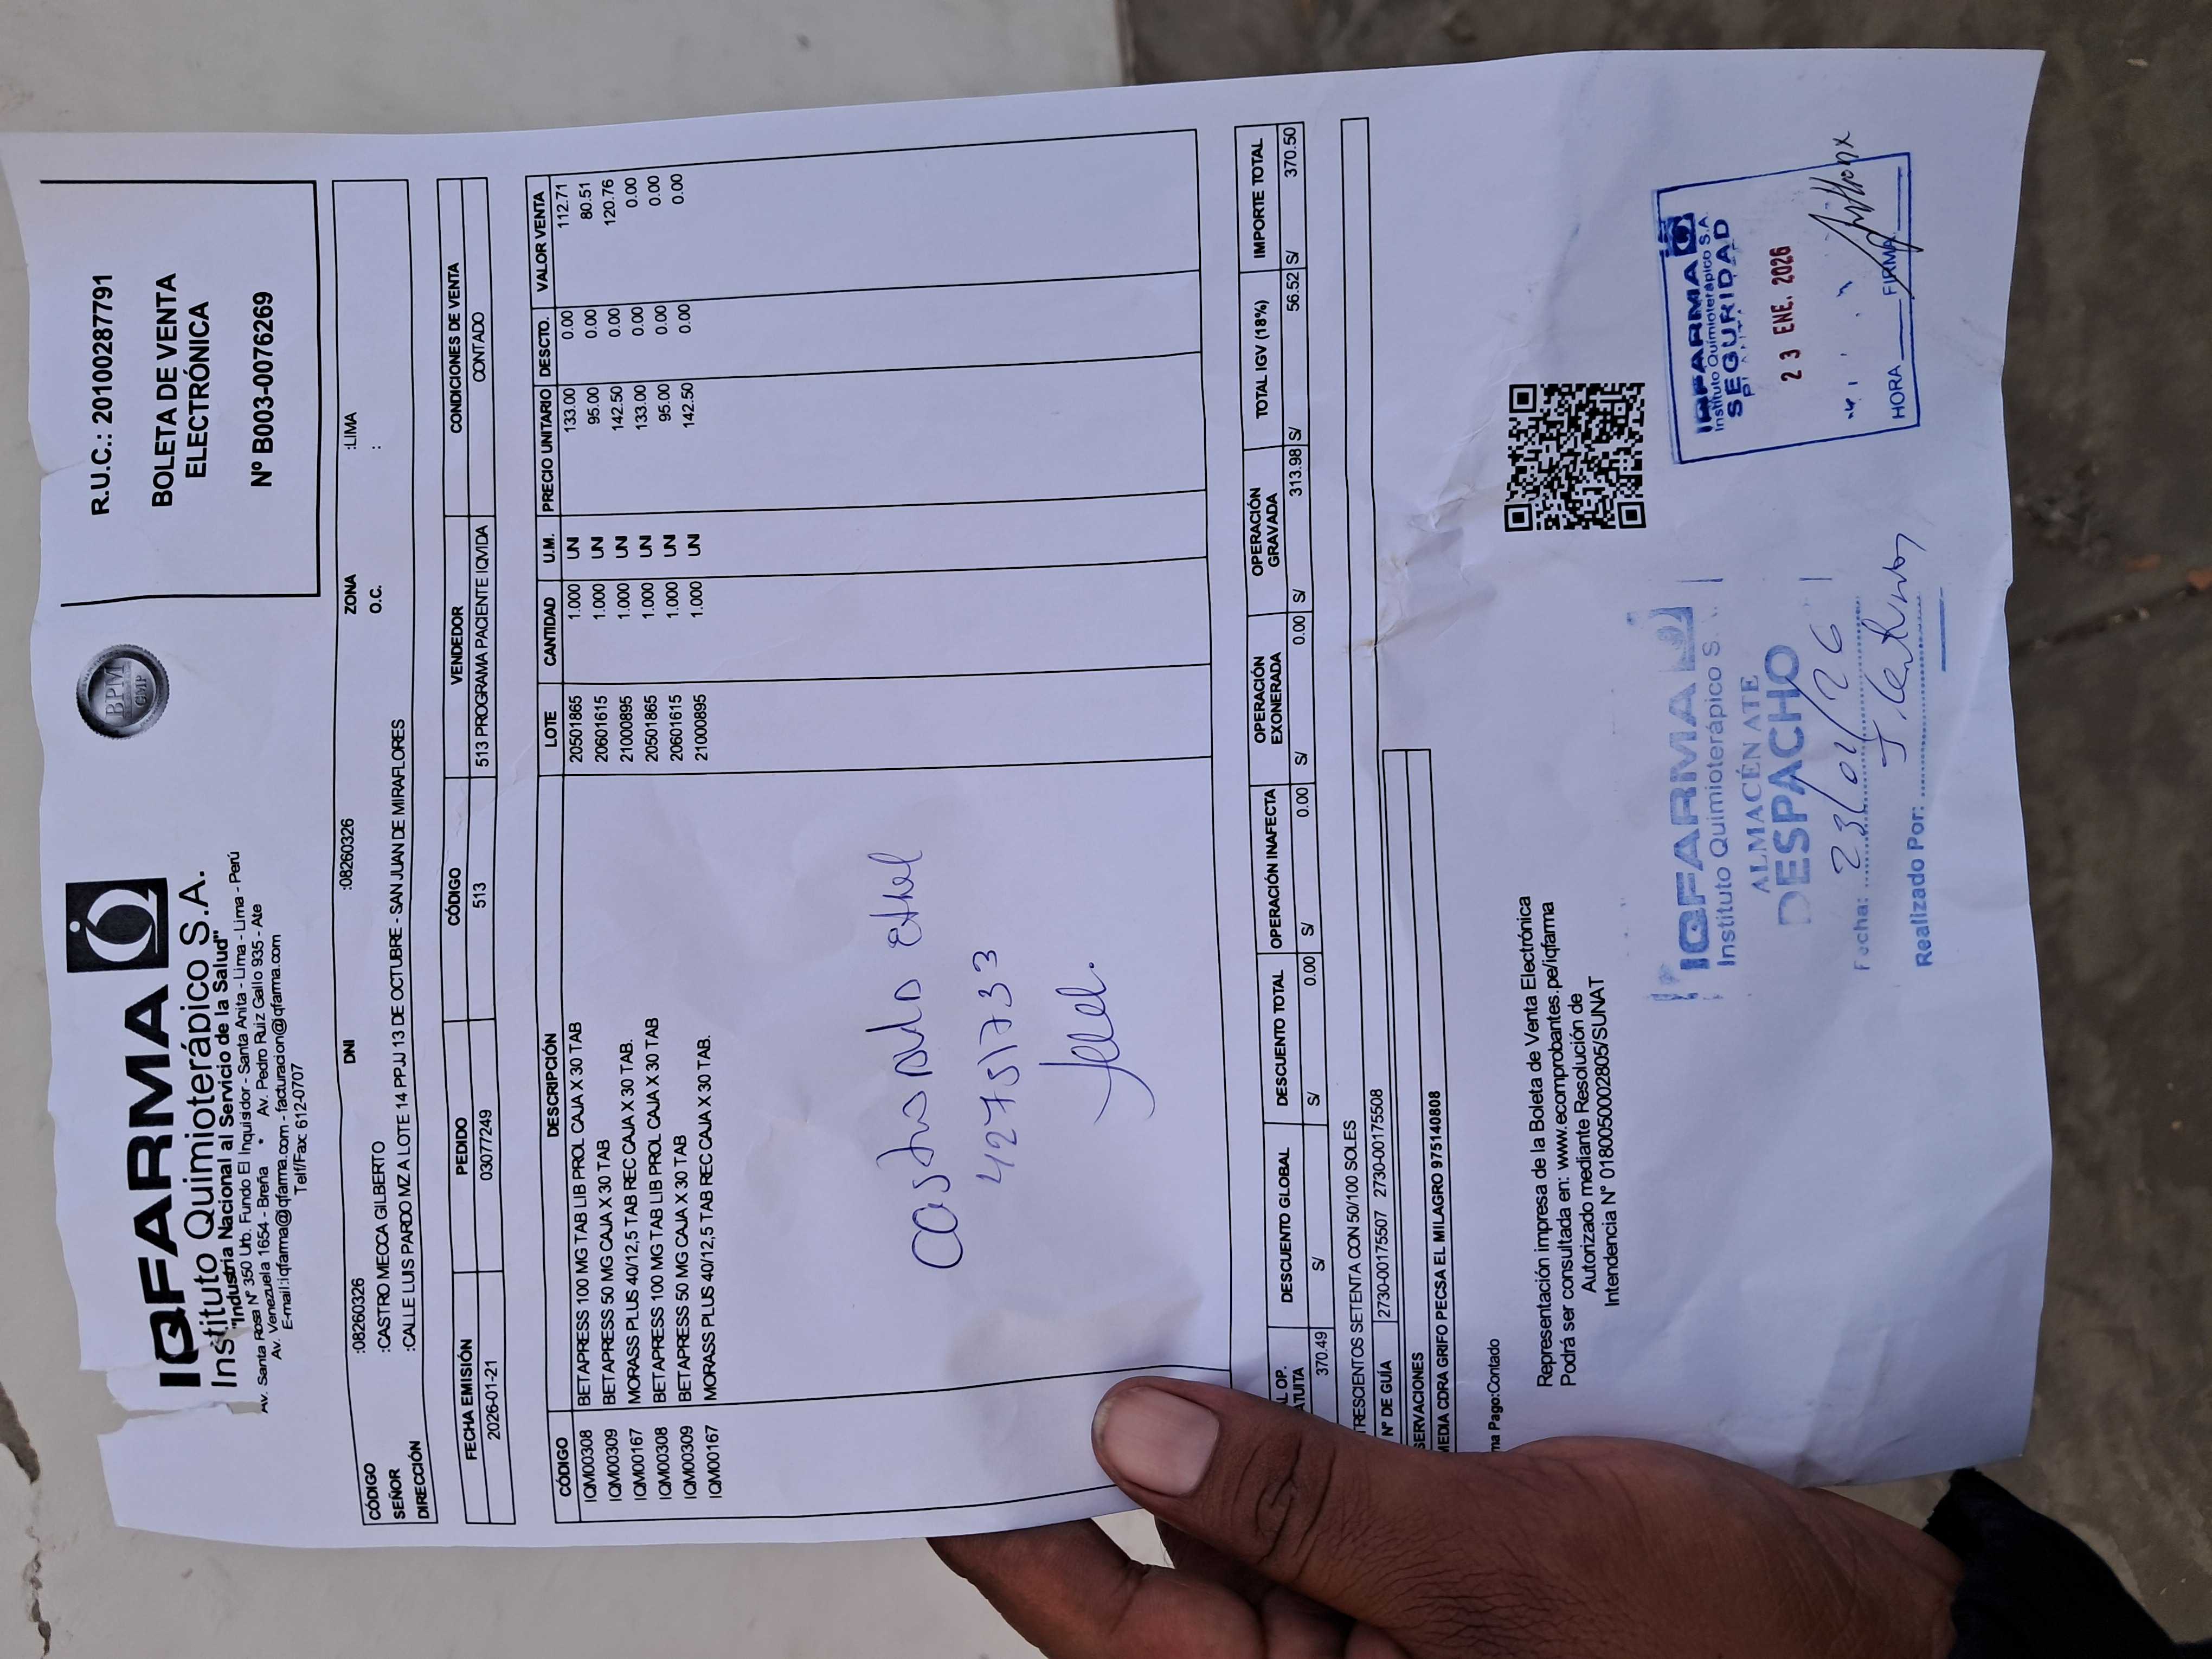 IQFARMA
Instituto Quimioterápico S.A.
"Industria Nacional al Servicio de la Salud"
Av. Santa Rosa N° 350 Urb. Fundo El Inquisidor - Santa Anita - Lima - Lima - Perú
Av. Venezuela 1654 - Breña * Av. Pedro Ruiz Gallo 935 - Ate
E-mail:iqfarma@iqfarma.com - facturacion@iqfarma.com
Telf/Fax: 612-0707
BPM
GMP
R.U.C.: 20100287791
BOLETA DE VENTA
ELECTRÓNICA
N° B003-0076269
CÓDIGO :08260326 DNI :08260326 ZONA :LIMA
SEÑOR :CASTRO MECCA GILBERTO O.C. :
DIRECCIÓN :CALLE LUIS PARDO MZ A LOTE 14 PPJJ 13 DE OCTUBRE - SAN JUAN DE MIRAFLORES
FECHA EMISIÓN PEDIDO CÓDIGO VENDEDOR CONDICIONES DE VENTA
2026-01-21 03077249 513 513 PROGRAMA PACIENTE IQVIDA CONTADO
CÓDIGO DESCRIPCIÓN LOTE CANTIDAD U.M. PRECIO UNITARIO DESCTO. VALOR VENTA
IQM00308 BETAPRESS 100 MG TAB LIB PROL CAJA X 30 TAB 20501865 1.000 UN 133.00 0.00 112.71
IQM00309 BETAPRESS 50 MG CAJA X 30 TAB 20601615 1.000 UN 95.00 0.00 80.51
IQM00167 MORASS PLUS 40/12,5 TAB REC CAJA X 30 TAB. 21000895 1.000 UN 142.50 0.00 120.76
IQM00308 BETAPRESS 100 MG TAB LIB PROL CAJA X 30 TAB 20501865 1.000 UN 133.00 0.00 0.00
IQM00309 BETAPRESS 50 MG CAJA X 30 TAB 20601615 1.000 UN 95.00 0.00 0.00
IQM00167 MORASS PLUS 40/12,5 TAB REC CAJA X 30 TAB. 21000895 1.000 UN 142.50 0.00 0.00
Ethel
42751733
L OP. DESCUENTO GLOBAL DESCUENTO TOTAL OPERACIÓN INAFECTA OPERACIÓN EXONERADA OPERACIÓN GRAVADA TOTAL IGV (18%) IMPORTE TOTAL
ATUITA
370.49 S/ S/ 0.00 S/ 0.00 S/ 0.00 S/ 313.98 S/ 56.52 S/ 370.50
RESCIENTOS SETENTA CON 50/100 SOLES
N° DE GUÍA 2730-00175507 2730-00175508
SERVACIONES
MEDIA CDRA GRIFO PECSA EL MILAGRO 975140808
ma Pago:Contado
Representación impresa de la Boleta de Venta Electrónica
Podrá ser consultada en: www.ecomprobantes.pe/iqfarma
Autorizado mediante Resolución de
Intendencia N° 0180050002805/SUNAT
IQFARMA
Instituto Quimioterápico S.
ALMACÉN ATE
DESPACHO
Fecha: 23/01/26
Realizado Por:
IQFARMA
Instituto Quimioterápico S.A.
SEGURIDAD
PLANTA
23 ENE. 2026
HORA FIRMA